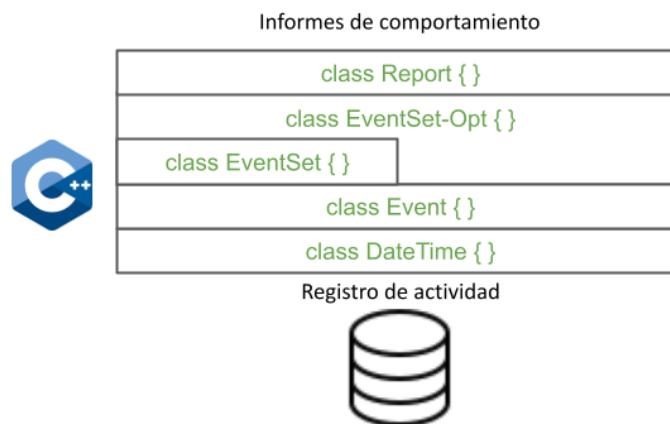 Informes de comportamiento
class Report { }
class EventSet-Opt { }
class EventSet { }
C++
class Event { }
class DateTime { }
Registro de actividad